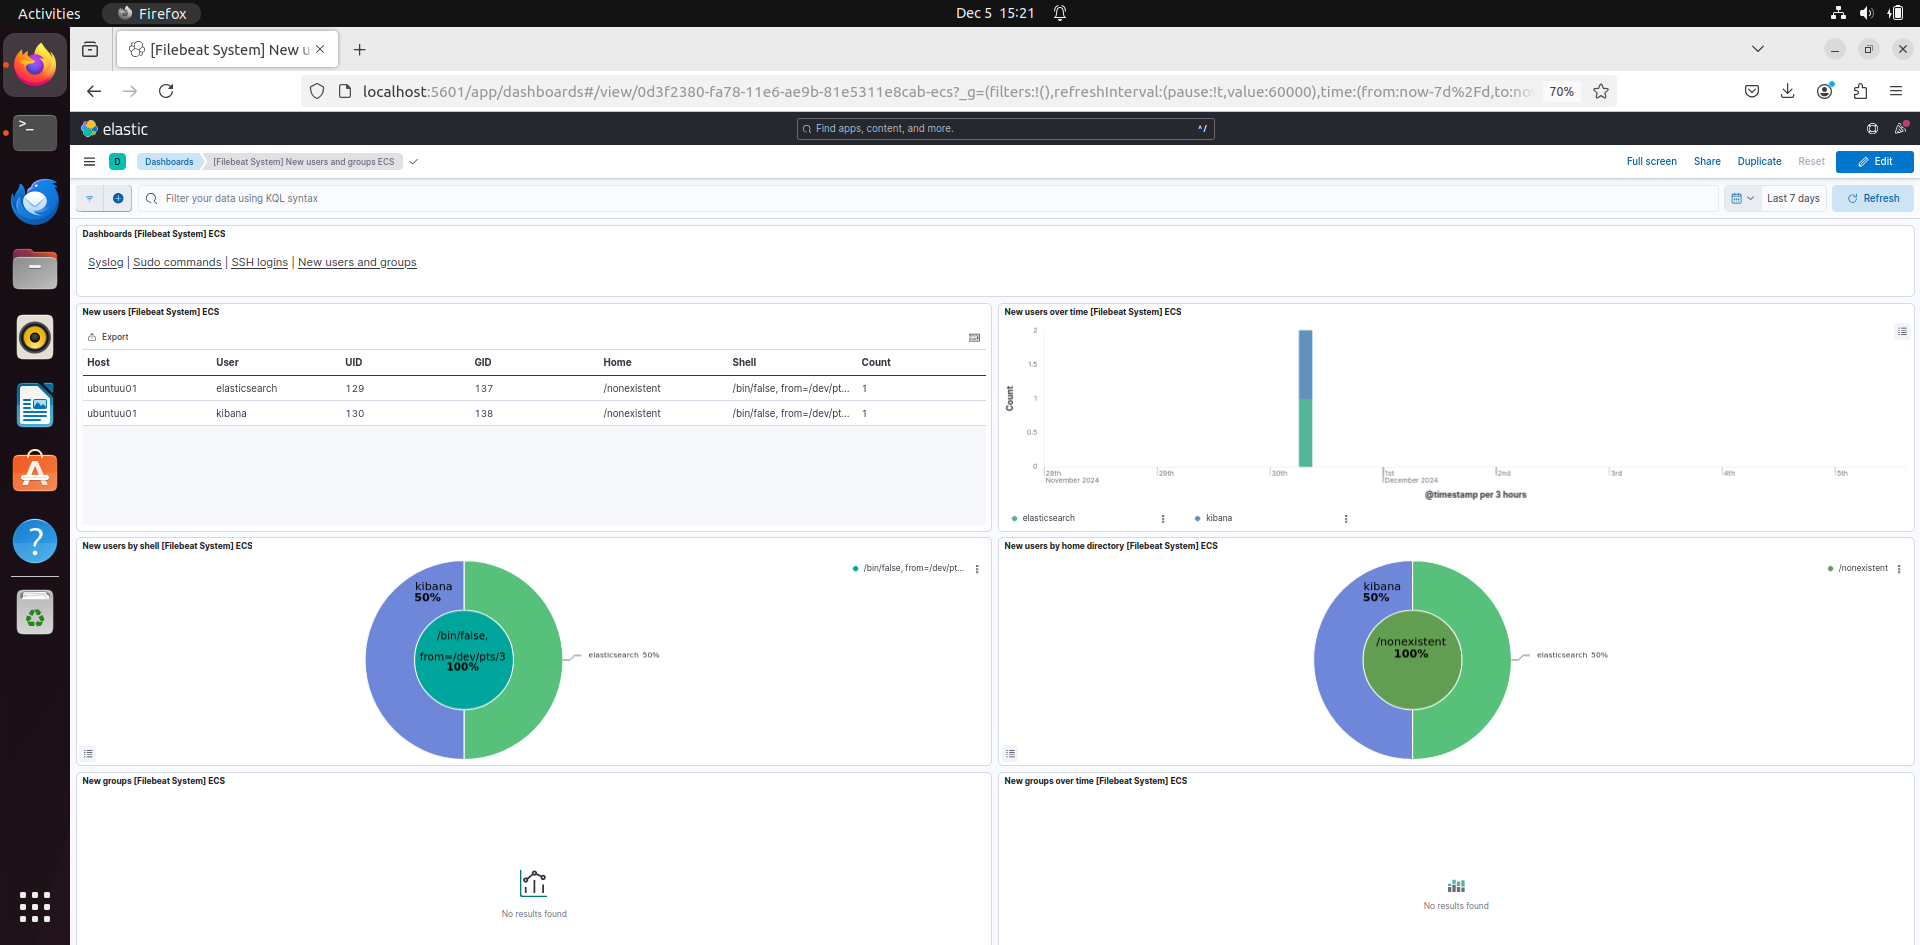 Activities
Firefox
Dec 5 15:21
[Filebeat System] New u
localhost:5601/app/dashboards#/view/0d3f2380-fa78-11e6-ae9b-81e5311e8cab-ecs?_g=(filters:!(),refreshInterval:(pause:!t,value:60000),time:(from:now-7d%2Fd,to:no
70%
elastic
Find apps, content, and more.
^/
D
Dashboards
[Filebeat System] New users and groups ECS
Full screen
Share
Duplicate
Reset
Edit
Filter your data using KQL syntax
Last 7 days
Refresh
Dashboards [Filebeat System] ECS
Syslog | Sudo commands | SSH logins | New users and groups
New users [Filebeat System] ECS
Export
Host User UID GID Home Shell Count
ubuntuu01 elasticsearch 129 137 /nonexistent /bin/false, from=/dev/pt... 1
ubuntuu01 kibana 130 138 /nonexistent /bin/false, from=/dev/pt... 1
New users over time [Filebeat System] ECS
2
1.5
1
0.5
0
Count
28th 29th 30th 1st 2nd 3rd 4th 5th
November 2024 December 2024
@timestamp per 3 hours
elasticsearch
kibana
New users by shell [Filebeat System] ECS
/bin/false, from=/dev/pt...
kibana
50%
/bin/false,
from=/dev/pts/3
100%
elasticsearch 50%
New users by home directory [Filebeat System] ECS
/nonexistent
kibana
50%
/nonexistent
100%
elasticsearch 50%
New groups [Filebeat System] ECS
No results found
New groups over time [Filebeat System] ECS
No results found